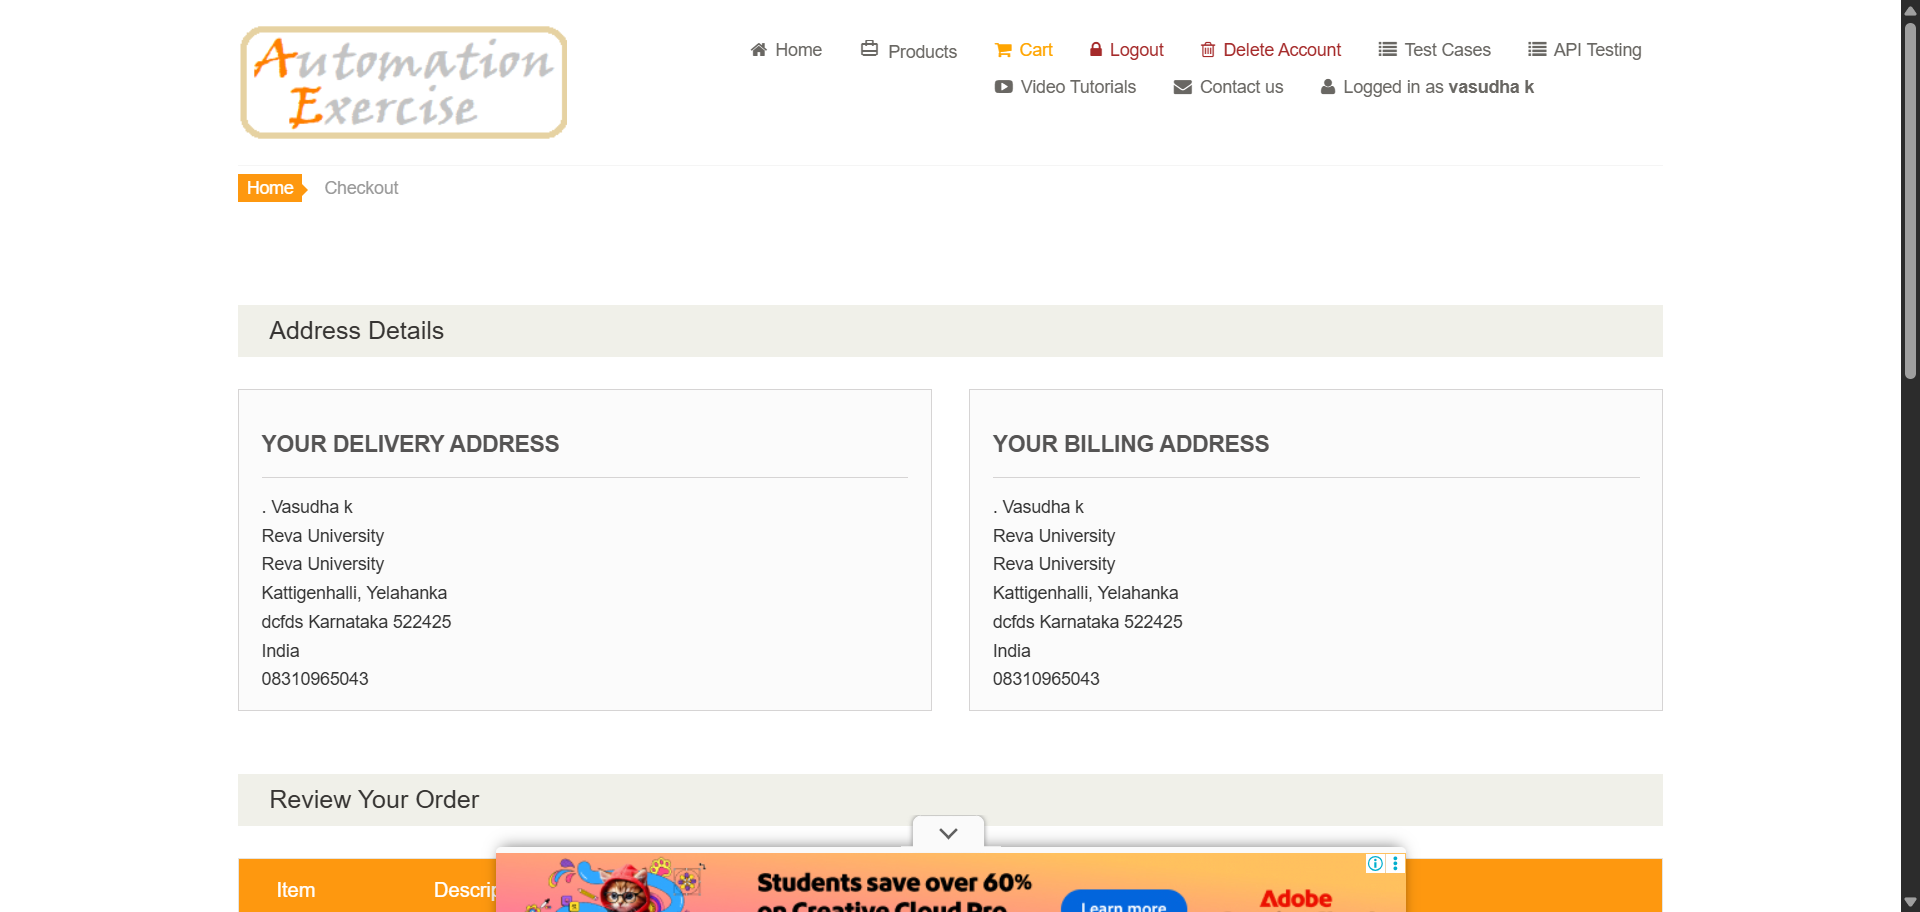 Automation
Exercise
Home
Products
Cart
Logout
Delete Account
Test Cases
API Testing
Video Tutorials
Contact us
Logged in as vasudha k
Home
Checkout
Address Details
YOUR DELIVERY ADDRESS
. Vasudha k
Reva University
Reva University
Kattigenhalli, Yelahanka
dcfds Karnataka 522425
India
08310965043
YOUR BILLING ADDRESS
. Vasudha k
Reva University
Reva University
Kattigenhalli, Yelahanka
dcfds Karnataka 522425
India
08310965043
Review Your Order
Item
Descrip
Students save over 60%
on Creative Cloud Pro
Learn more
Adobe